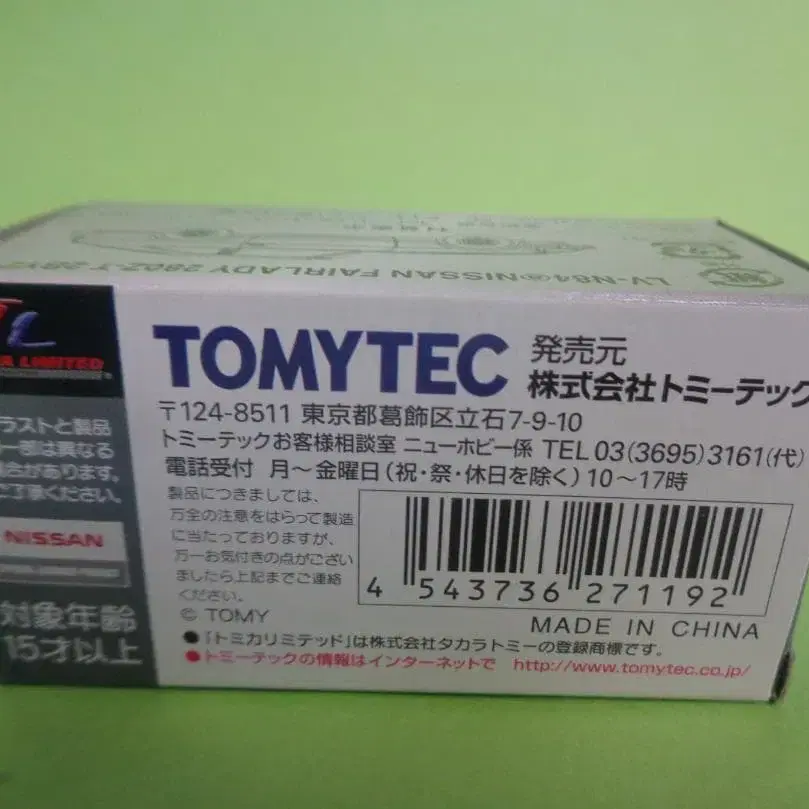 LV-N84ⓐNISSAN FAIRLADY 280Z-T 2BY2
TL
LIMITED
TOMYTEC
発売元
株式会社トミーテック
〒124-8511 東京都葛飾区立石7-9-10
トミーテックお客様相談室 ニューホビー係 TEL 03(3695)3161(代)
電話受付 月～金曜日(祝・祭・休日を除く)10～17時
製品につきましては、
万全の注意をはらって製造
に当たっておりますが、
万一お気付きの点がござい
ましたら上記までご連絡
ください。
© TOMY
4 543736 271192
MADE IN CHINA
●「トミカリミテッド」は株式会社タカラトミーの登録商標です。
●トミーテックの情報はインターネットで http://www.tomytec.co.jp/
ラストと製品
一部は異なる
合があります。
了承ください。
NISSAN
対象年齢
15才以上